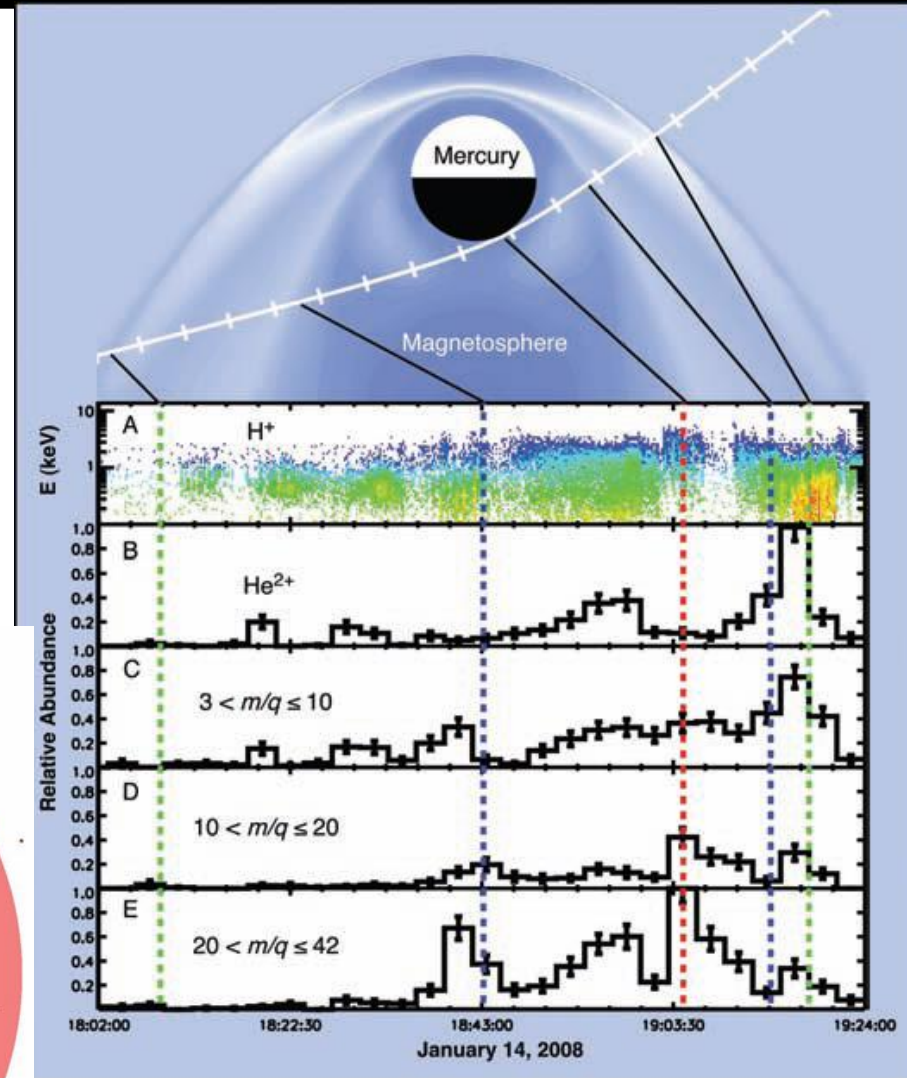 Mercury
Magnetosphere
A
H⁺
E (keV)
10
1
B
He²⁺
1.0
0.8
0.6
0.4
0.2
Relative Abundance
C
3 < m/q ≤ 10
1.0
0.8
0.6
0.4
0.2
D
10 < m/q ≤ 20
1.0
0.8
0.6
0.4
0.2
E
20 < m/q ≤ 42
1.0
0.8
0.6
0.4
0.2
18:02:00 18:22:30 18:43:00 19:03:30 19:24:00
January 14, 2008